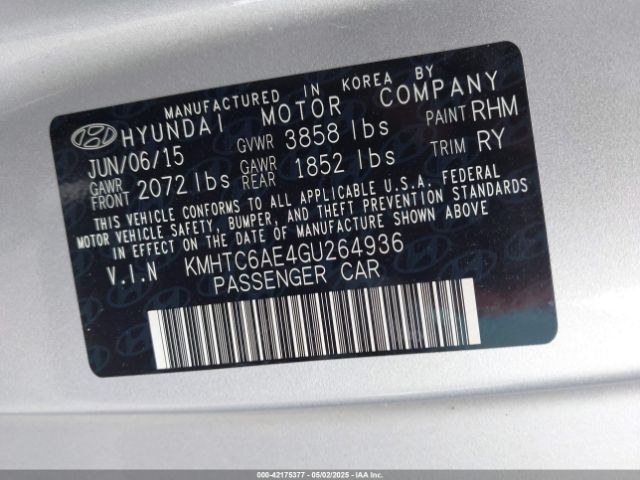 MANUFACTURED IN KOREA BY
HYUNDAI MOTOR COMPANY
JUN/06/15 GVWR 3858 lbs PAINT RHM
GAWR FRONT 2072 lbs GAWR REAR 1852 lbs TRIM RY
THIS VEHICLE CONFORMS TO ALL APPLICABLE U.S.A. FEDERAL
MOTOR VEHICLE SAFETY, BUMPER, AND THEFT PREVENTION STANDARDS
IN EFFECT ON THE DATE OF MANUFACTURE SHOWN ABOVE
V.I.N KMHTC6AE4GU264936
PASSENGER CAR
000-42175377 - 05/02/2025 - IAAI.COM